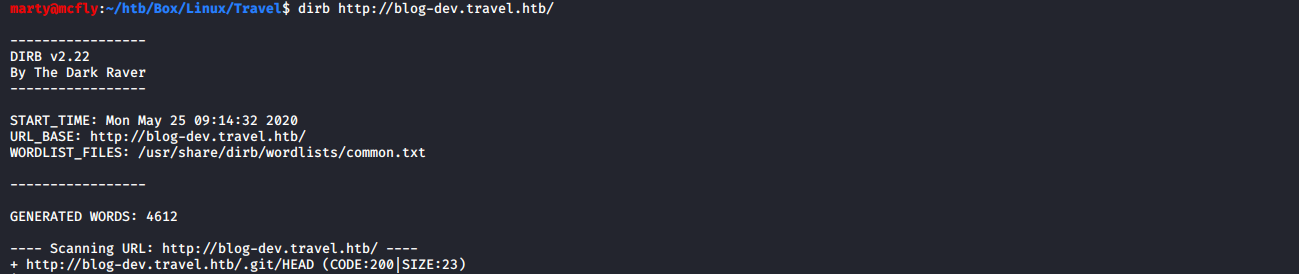 marty@mcfly:~/htb/Box/Linux/Travel$ dirb http://blog-dev.travel.htb/
-----------------
DIRB v2.22
By The Dark Raver
-----------------
START_TIME: Mon May 25 09:14:32 2020
URL_BASE: http://blog-dev.travel.htb/
WORDLIST_FILES: /usr/share/dirb/wordlists/common.txt
-----------------
GENERATED WORDS: 4612
---- Scanning URL: http://blog-dev.travel.htb/ ----
+ http://blog-dev.travel.htb/.git/HEAD (CODE:200|SIZE:23)